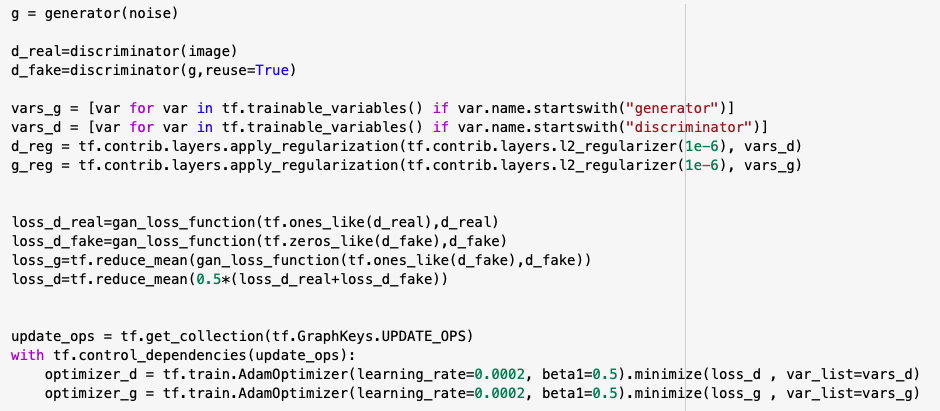 g = generator(noise)
d_real=discriminator(image)
d_fake=discriminator(g,reuse=True)
vars_g = [var for var in tf.trainable_variables() if var.name.startswith("generator")]
vars_d = [var for var in tf.trainable_variables() if var.name.startswith("discriminator")]
d_reg = tf.contrib.layers.apply_regularization(tf.contrib.layers.l2_regularizer(1e-6), vars_d)
g_reg = tf.contrib.layers.apply_regularization(tf.contrib.layers.l2_regularizer(1e-6), vars_g)
loss_d_real=gan_loss_function(tf.ones_like(d_real),d_real)
loss_d_fake=gan_loss_function(tf.zeros_like(d_fake),d_fake)
loss_g=tf.reduce_mean(gan_loss_function(tf.ones_like(d_fake),d_fake))
loss_d=tf.reduce_mean(0.5*(loss_d_real+loss_d_fake))
update_ops = tf.get_collection(tf.GraphKeys.UPDATE_OPS)
with tf.control_dependencies(update_ops):
    optimizer_d = tf.train.AdamOptimizer(learning_rate=0.0002, beta1=0.5).minimize(loss_d , var_list=vars_d)
    optimizer_g = tf.train.AdamOptimizer(learning_rate=0.0002, beta1=0.5).minimize(loss_g , var_list=vars_g)